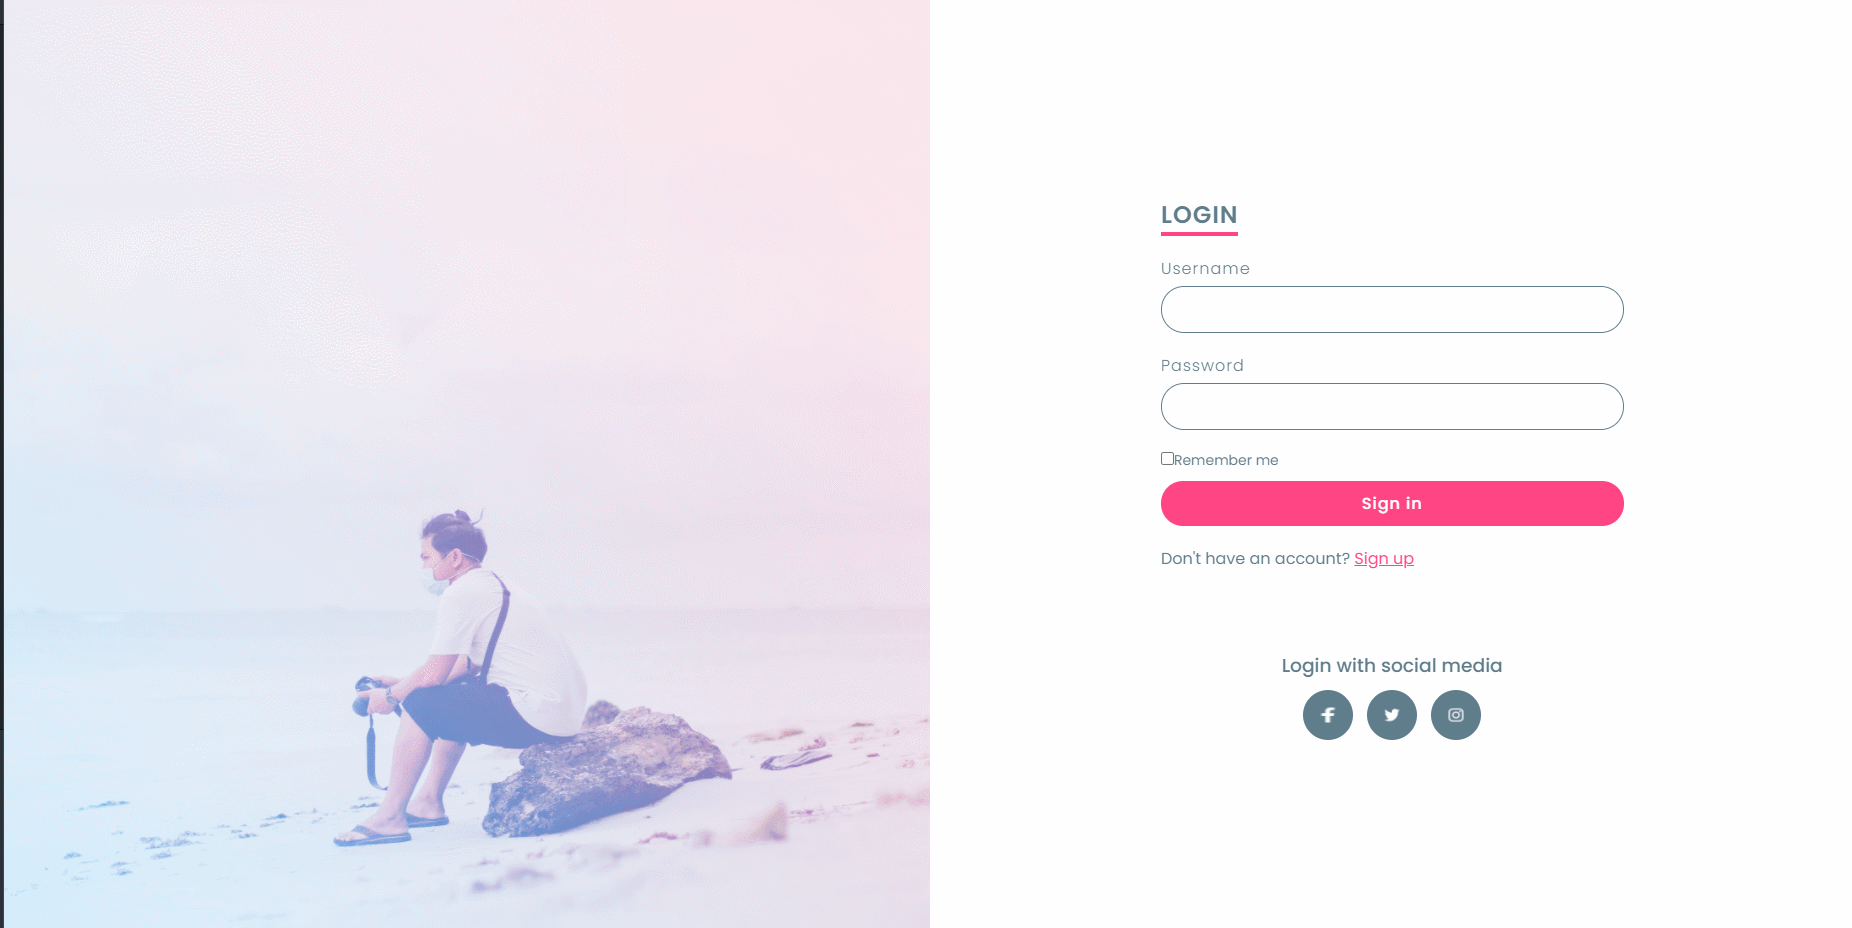 LOGIN
Username
Password
Remember me
Sign in
Don't have an account? Sign up
Login with social media